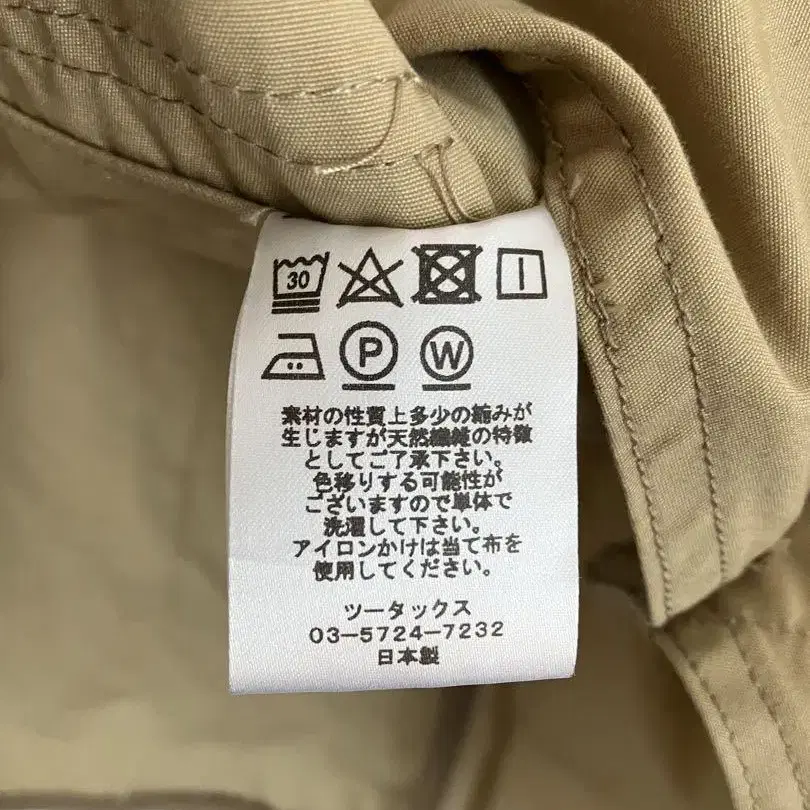 30
P
W
素材の性質上多少の縮みが
生じますが天然繊維の特徴
としてご了承下さい。
色移りする可能性が
ございますので単体で
洗濯して下さい。
アイロンかけは当て布を
使用してください。
ツータックス
03-5724-7232
日本製